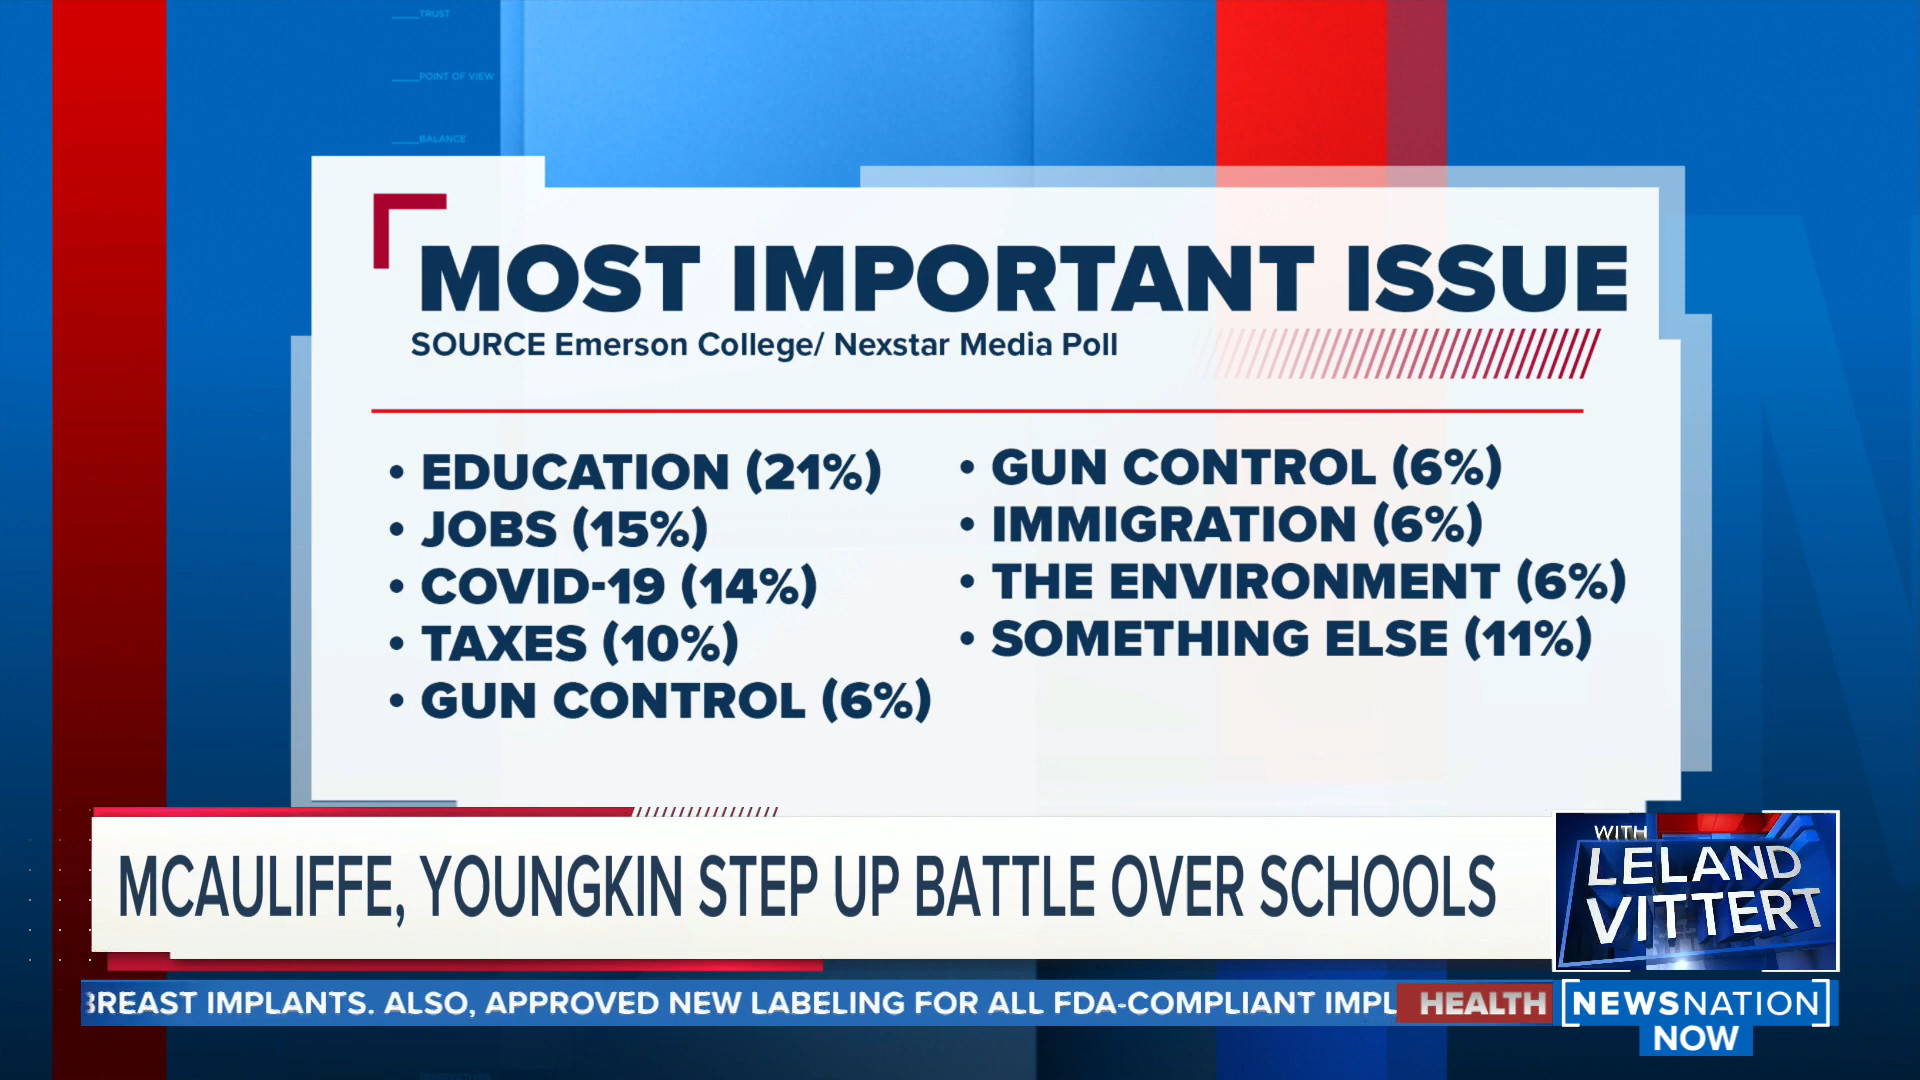 TRUST
POINT OF VIEW
BALANCE
MOST IMPORTANT ISSUE
SOURCE Emerson College/ Nexstar Media Poll
• EDUCATION (21%)
• JOBS (15%)
• COVID-19 (14%)
• TAXES (10%)
• GUN CONTROL (6%)
• GUN CONTROL (6%)
• IMMIGRATION (6%)
• THE ENVIRONMENT (6%)
• SOMETHING ELSE (11%)
MCAULIFFE, YOUNGKIN STEP UP BATTLE OVER SCHOOLS
WITH
LELAND
VITTERT
BREAST IMPLANTS. ALSO, APPROVED NEW LABELING FOR ALL FDA-COMPLIANT IMPL
HEALTH
NEWSNATION
NOW